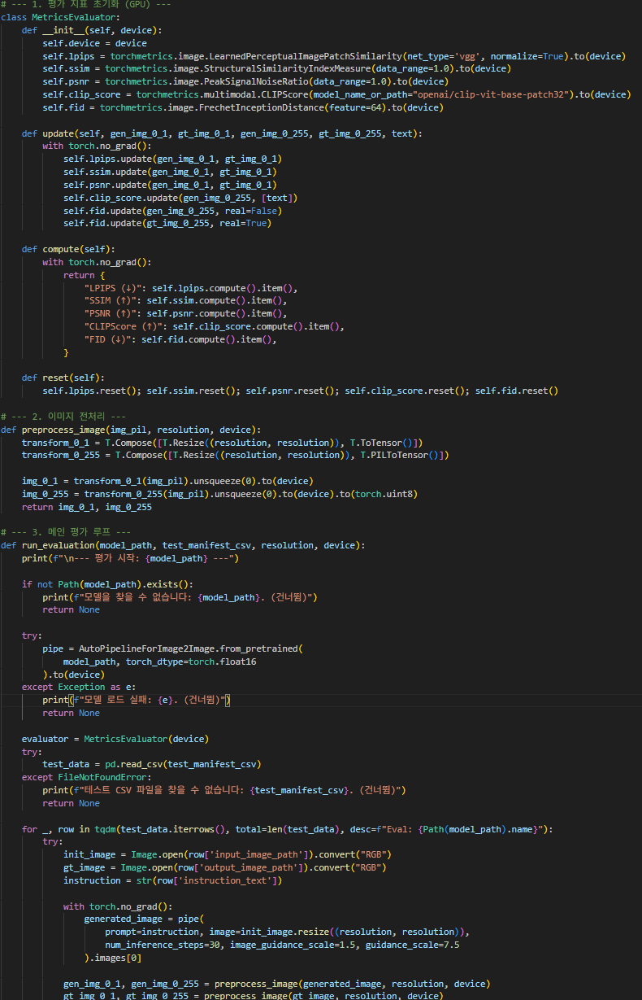 # --- 1. 평가 지표 초기화 (GPU) ---
class MetricsEvaluator:
    def __init__(self, device):
        self.device = device
        self.lpips = torchmetrics.image.LearnedPerceptualImagePatchSimilarity(net_type='vgg', normalize=True).to(device)
        self.ssim = torchmetrics.image.StructuralSimilarityIndexMeasure(data_range=1.0).to(device)
        self.psnr = torchmetrics.image.PeakSignalNoiseRatio(data_range=1.0).to(device)
        self.clip_score = torchmetrics.multimodal.CLIPScore(model_name_or_path="openai/clip-vit-base-patch32").to(device)
        self.fid = torchmetrics.image.FrechetInceptionDistance(feature=64).to(device)

    def update(self, gen_img_0_1, gt_img_0_1, gen_img_0_255, gt_img_0_255, text):
        with torch.no_grad():
            self.lpips.update(gen_img_0_1, gt_img_0_1)
            self.ssim.update(gen_img_0_1, gt_img_0_1)
            self.psnr.update(gen_img_0_1, gt_img_0_1)
            self.clip_score.update(gen_img_0_255, [text])
            self.fid.update(gen_img_0_255, real=False)
            self.fid.update(gt_img_0_255, real=True)

    def compute(self):
        with torch.no_grad():
            return {
                "LPIPS (↓)": self.lpips.compute().item(),
                "SSIM (↑)": self.ssim.compute().item(),
                "PSNR (↑)": self.psnr.compute().item(),
                "CLIPScore (↑)": self.clip_score.compute().item(),
                "FID (↓)": self.fid.compute().item(),
            }

    def reset(self):
        self.lpips.reset(); self.ssim.reset(); self.psnr.reset(); self.clip_score.reset(); self.fid.reset()

# --- 2. 이미지 전처리 ---
def preprocess_image(img_pil, resolution, device):
    transform_0_1 = T.Compose([T.Resize((resolution, resolution)), T.ToTensor()])
    transform_0_255 = T.Compose([T.Resize((resolution, resolution)), T.PILToTensor()])

    img_0_1 = transform_0_1(img_pil).unsqueeze(0).to(device)
    img_0_255 = transform_0_255(img_pil).unsqueeze(0).to(device).to(torch.uint8)
    return img_0_1, img_0_255

# --- 3. 메인 평가 루프 ---
def run_evaluation(model_path, test_manifest_csv, resolution, device):
    print(f"\n--- 평가 시작: {model_path} ---")

    if not Path(model_path).exists():
        print(f"모델을 찾을 수 없습니다: {model_path}. (건너뜀)")
        return None

    try:
        pipe = AutoPipelineForImage2Image.from_pretrained(
            model_path, torch_dtype=torch.float16
        ).to(device)
    except Exception as e:
        print(f"모델 로드 실패: {e}. (건너뜀)")
        return None

    evaluator = MetricsEvaluator(device)
    try:
        test_data = pd.read_csv(test_manifest_csv)
    except FileNotFoundError:
        print(f"테스트 CSV 파일을 찾을 수 없습니다: {test_manifest_csv}. (건너뜀)")
        return None

    for _, row in tqdm(test_data.iterrows(), total=len(test_data), desc=f"Eval: {Path(model_path).name}"):
        try:
            init_image = Image.open(row['input_image_path']).convert("RGB")
            gt_image = Image.open(row['output_image_path']).convert("RGB")
            instruction = str(row['instruction_text'])

            with torch.no_grad():
                generated_image = pipe(
                    prompt=instruction, image=init_image.resize((resolution, resolution)),
                    num_inference_steps=30, image_guidance_scale=1.5, guidance_scale=7.5
                ).images[0]

            gen_img_0_1, gen_img_0_255 = preprocess_image(generated_image, resolution, device)
            gt_img_0_1, gt_img_0_255 = preprocess_image(gt_image, resolution, device)